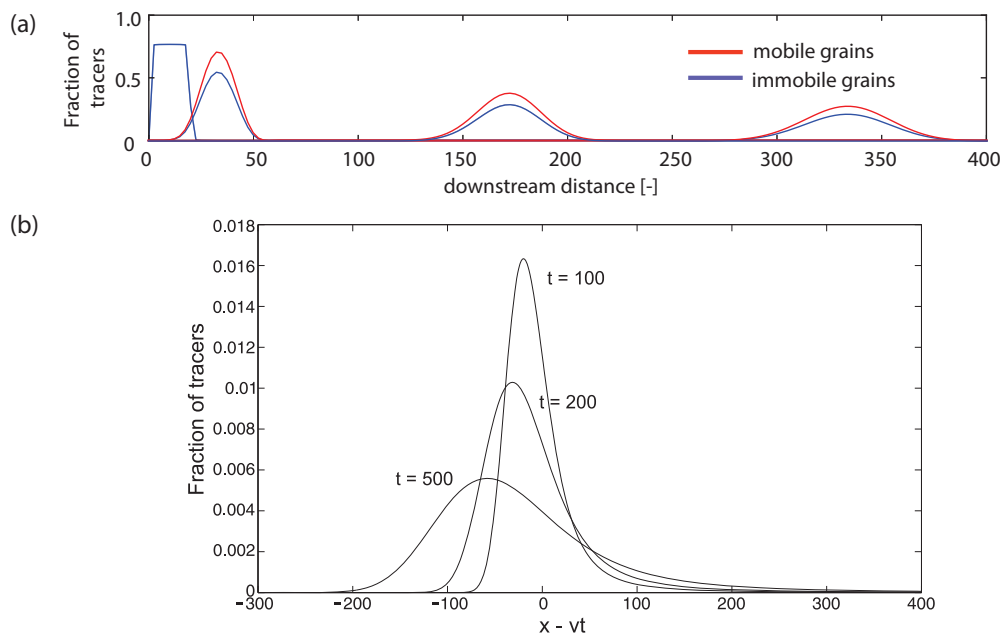 (a)
Fraction of
tracers
1.0
0.5
0
mobile grains
immobile grains
0 50 100 150 200 250 300 350 400
downstream distance [-]
(b)
Fraction of tracers
0.018
0.016
0.014
0.012
0.01
0.008
0.006
0.004
0.002
0
t = 100
t = 200
t = 500
−300 −200 −100 0 100 200 300 400
x - vt